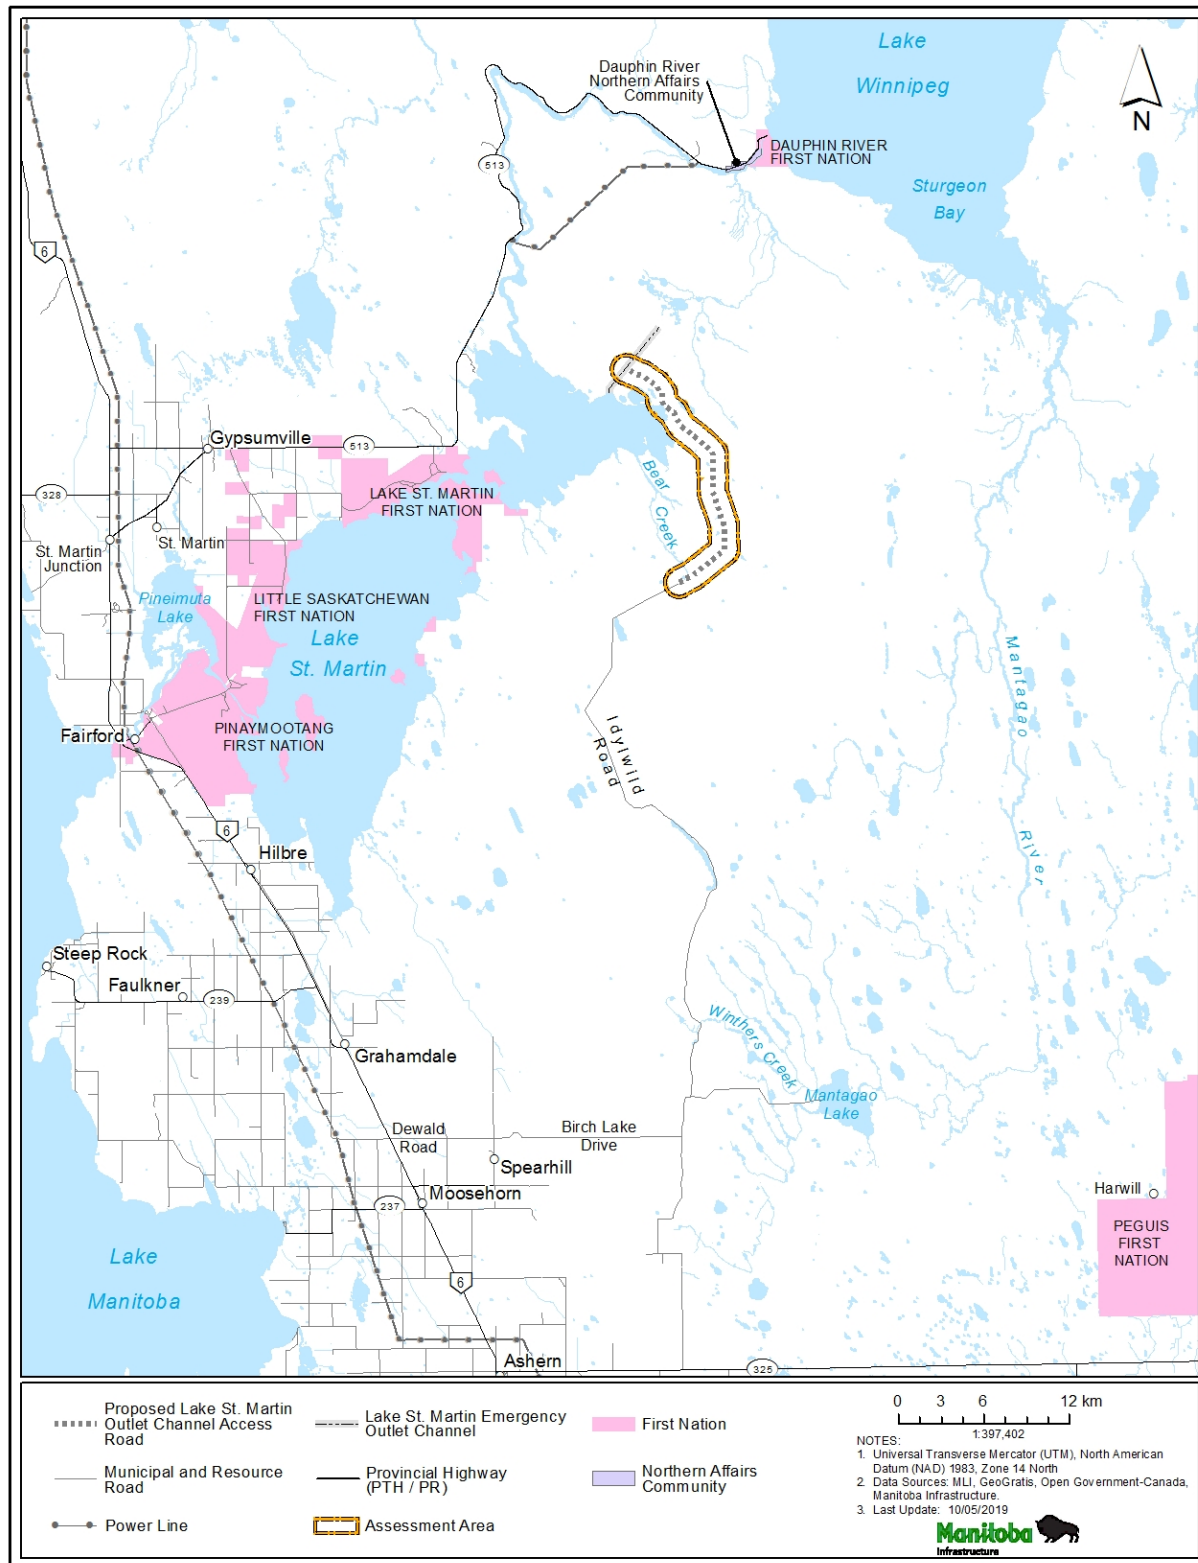 Lake
Winnipeg
Dauphin River
Northern Affairs
Community
N
DAUPHIN RIVER
FIRST NATION
513
Sturgeon
Bay
6
Gypsumville
513
Bear Creek
328
LAKE ST. MARTIN
FIRST NATION
St. Martin
St. Martin
Junction
Pineimuta
Lake
LITTLE SASKATCHEWAN
FIRST NATION
Lake
St. Martin
Mantagao
River
Fairford
PINAYMOOTANG
FIRST NATION
Idylwild
Road
6
Hilbre
Steep Rock
Faulkner
239
Winthers Creek
Grahamdale
Mantagao
Lake
Dewald
Road
Birch Lake
Drive
Spearhill
Moosehorn
237
Harwill
PEGUIS
FIRST
NATION
Lake
Manitoba
6
Ashern
325
Proposed Lake St. Martin
Outlet Channel Access
Road
Lake St. Martin Emergency
Outlet Channel
First Nation
Municipal and Resource
Road
Provincial Highway
(PTH / PR)
Northern Affairs
Community
Power Line
Assessment Area
0 3 6 12 km
1:397,402
NOTES:
1. Universal Transverse Mercator (UTM), North American
Datum (NAD) 1983, Zone 14 North
2. Data Sources: MLI, GeoGratis, Open Government-Canada,
Manitoba Infrastructure.
3. Last Update: 10/05/2019
Manitoba
Infrastructure